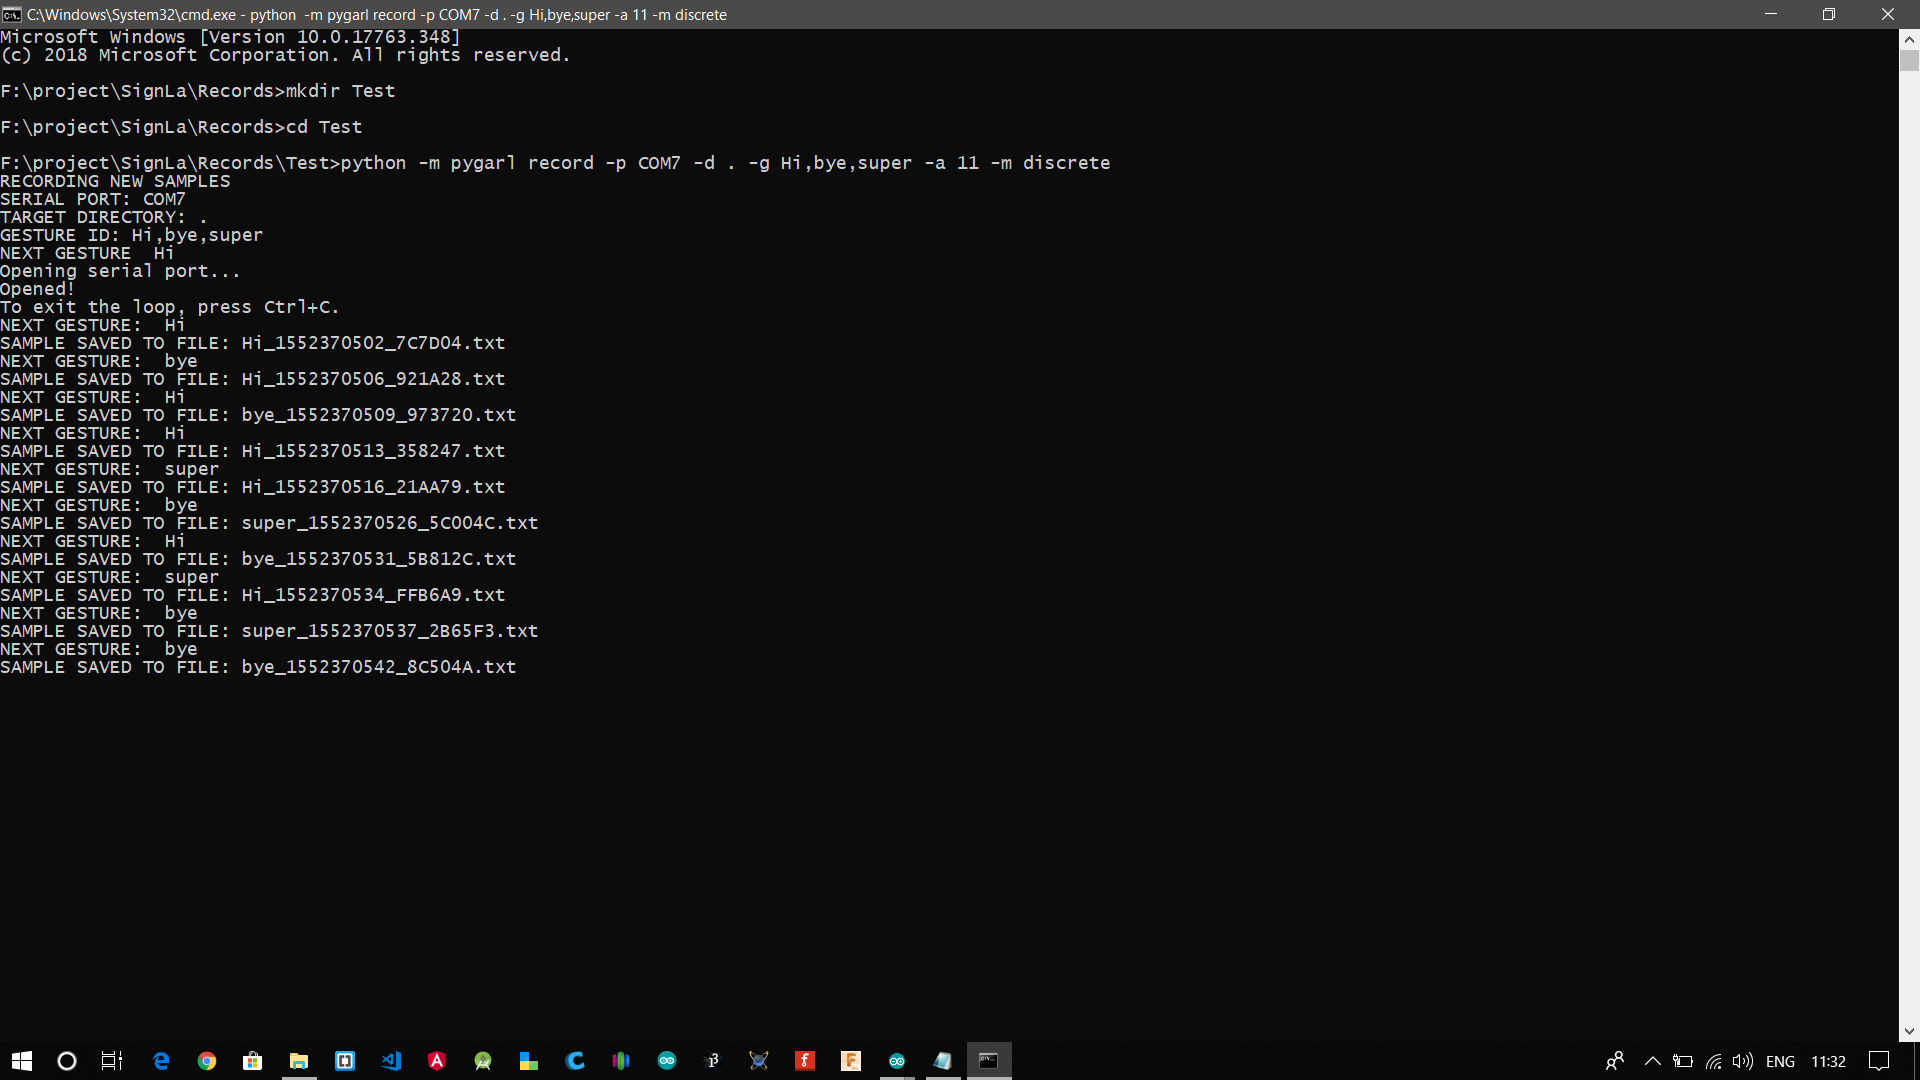 C:\Windows\System32\cmd.exe - python  -m pygarl record -p COM7 -d . -g Hi,bye,super -a 11 -m discrete
Microsoft Windows [Version 10.0.17763.348]
(c) 2018 Microsoft Corporation. All rights reserved.
F:\project\SignLa\Records>mkdir Test
F:\project\SignLa\Records>cd Test
F:\project\SignLa\Records\Test>python -m pygarl record -p COM7 -d . -g Hi,bye,super -a 11 -m discrete
RECORDING NEW SAMPLES
SERIAL PORT: COM7
TARGET DIRECTORY: .
GESTURE ID: Hi,bye,super
NEXT GESTURE  Hi
Opening serial port...
Opened!
To exit the loop, press Ctrl+C.
NEXT GESTURE:  Hi
SAMPLE SAVED TO FILE: Hi_1552370502_7C7D04.txt
NEXT GESTURE:  bye
SAMPLE SAVED TO FILE: Hi_1552370506_921A28.txt
NEXT GESTURE:  Hi
SAMPLE SAVED TO FILE: bye_1552370509_973720.txt
NEXT GESTURE:  Hi
SAMPLE SAVED TO FILE: Hi_1552370513_358247.txt
NEXT GESTURE:  super
SAMPLE SAVED TO FILE: Hi_1552370516_21AA79.txt
NEXT GESTURE:  bye
SAMPLE SAVED TO FILE: super_1552370526_5C004C.txt
NEXT GESTURE:  Hi
SAMPLE SAVED TO FILE: bye_1552370531_5B812C.txt
NEXT GESTURE:  super
SAMPLE SAVED TO FILE: Hi_1552370534_FFB6A9.txt
NEXT GESTURE:  bye
SAMPLE SAVED TO FILE: super_1552370537_2B65F3.txt
NEXT GESTURE:  bye
SAMPLE SAVED TO FILE: bye_1552370542_8C504A.txt
ENG 11:32